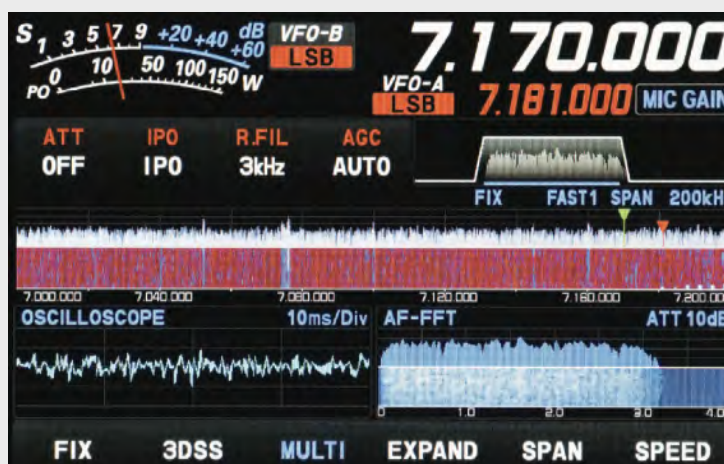 S 1 3 5 7 9 +20 +40 +60 dB
PO 0 10 50 100 150 W
VFO-B
LSB
7.170.000
VFO-A
LSB
7.181.000
MIC GAIN
ATT IPO R.FIL AGC
OFF IPO 3kHz AUTO
FIX FAST1 SPAN 200kH
7.000.000 7.040.000 7.080.000 7.120.000 7.160.000 7.200.00
OSCILLOSCOPE 10ms/Div
AF-FFT ATT 10dB
0 1.0 2.0 3.0 4.0
FIX 3DSS MULTI EXPAND SPAN SPEED